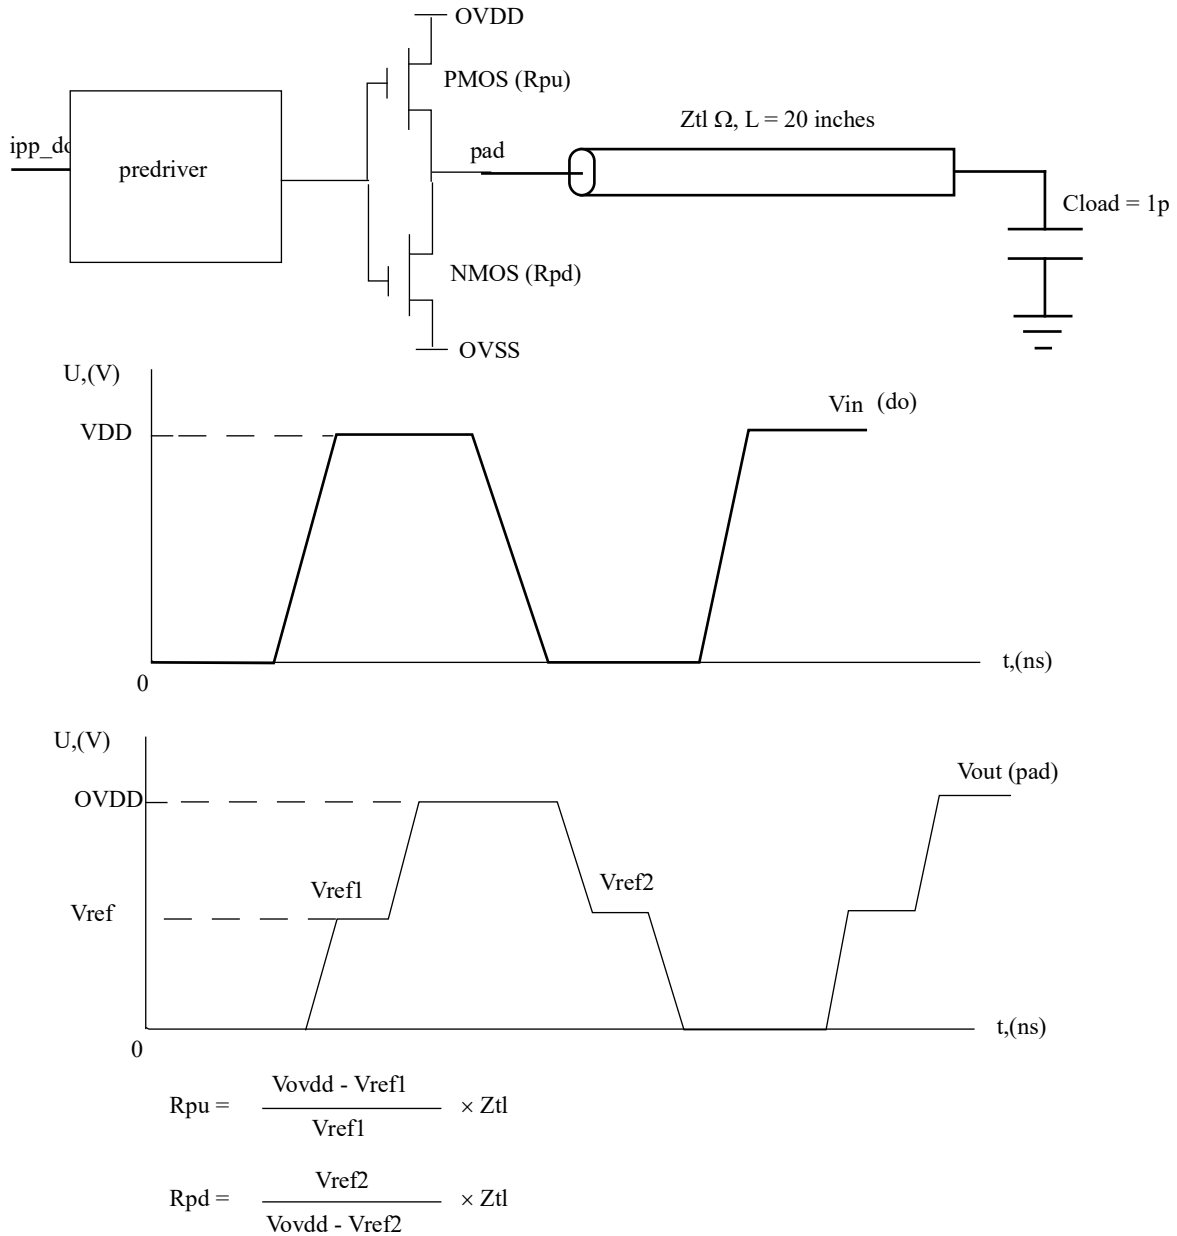 OVDD
PMOS (Rpu)
Ztl Ω, L = 20 inches
ipp_do
predriver
pad
Cload = 1p
NMOS (Rpd)
OVSS
U,(V)
VDD
Vin (do)
t,(ns)
0
U,(V)
OVDD
Vout (pad)
Vref1
Vref2
Vref
t,(ns)
0
Vovdd - Vref1
Rpu = × Ztl
Vref1
Vref2
Rpd = × Ztl
Vovdd - Vref2